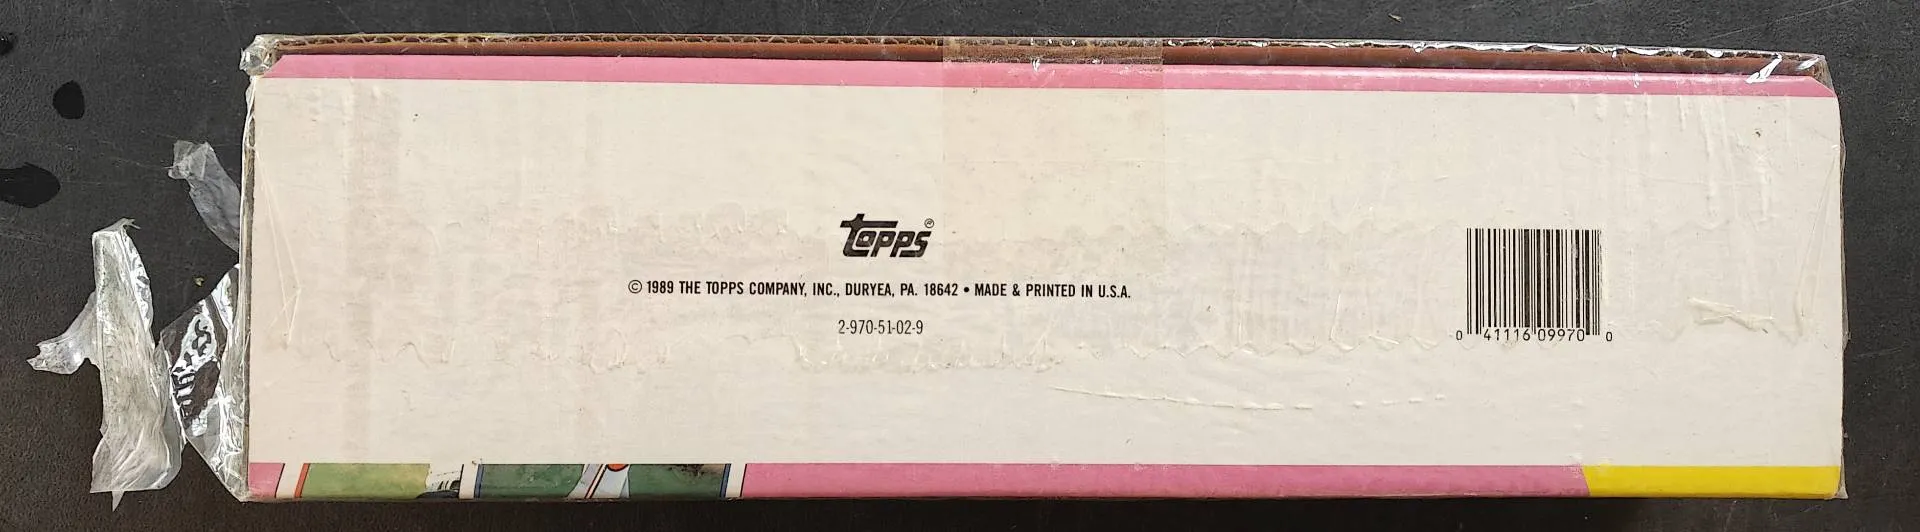 topps®
© 1989 THE TOPPS COMPANY, INC., DURYEA, PA. 18642 • MADE & PRINTED IN U.S.A.
2-970-51-02-9
0 41116 09970 0